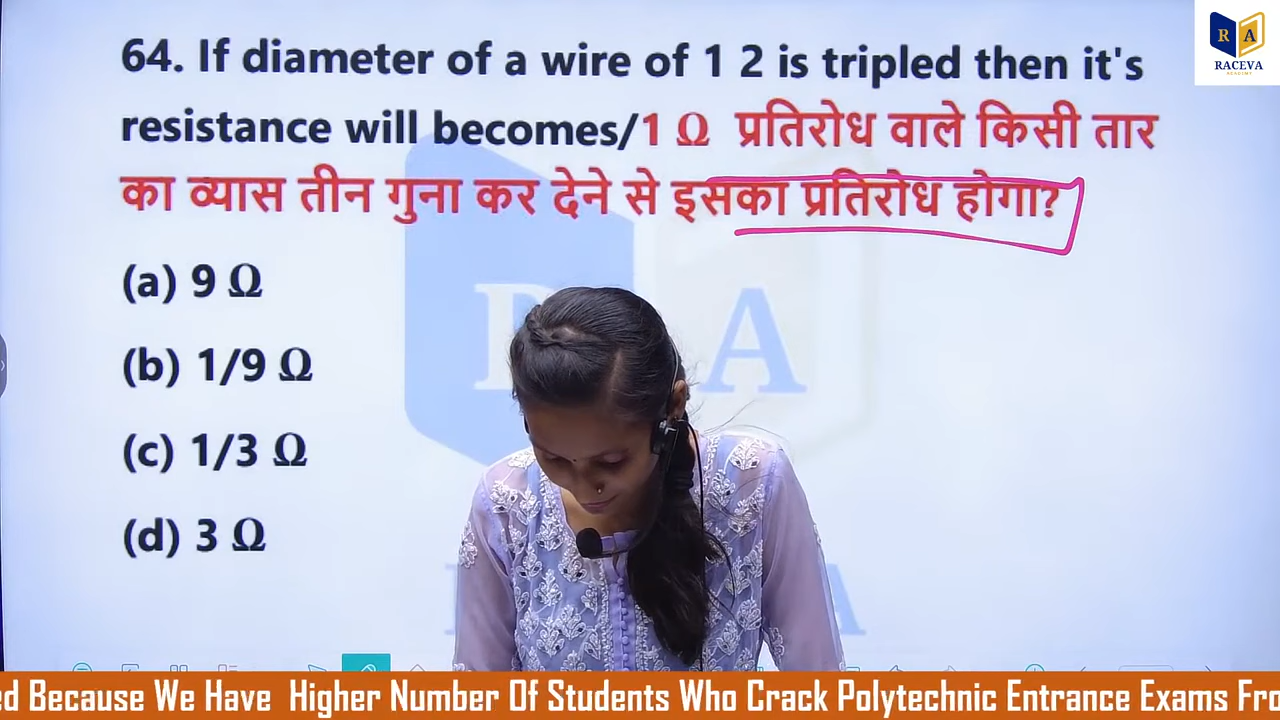 64. If diameter of a wire of 1 2 is tripled then it's
resistance will becomes/1 Ω प्रतिरोध वाले किसी तार
का व्यास तीन गुना कर देने से इसका प्रतिरोध होगा?
(a) 9 Ω
(b) 1/9 Ω
(c) 1/3 Ω
(d) 3 Ω
R A
RACEVA
ACADEMY
R A
A
ed Because We Have Higher Number Of Students Who Crack Polytechnic Entrance Exams Fro